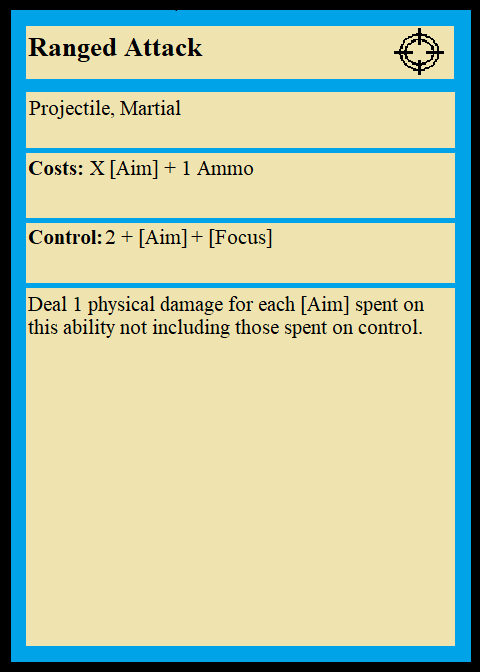 Ranged Attack
Projectile, Martial
Costs: X [Aim] + 1 Ammo
Control: 2 + [Aim] + [Focus]
Deal 1 physical damage for each [Aim] spent on
this ability not including those spent on control.